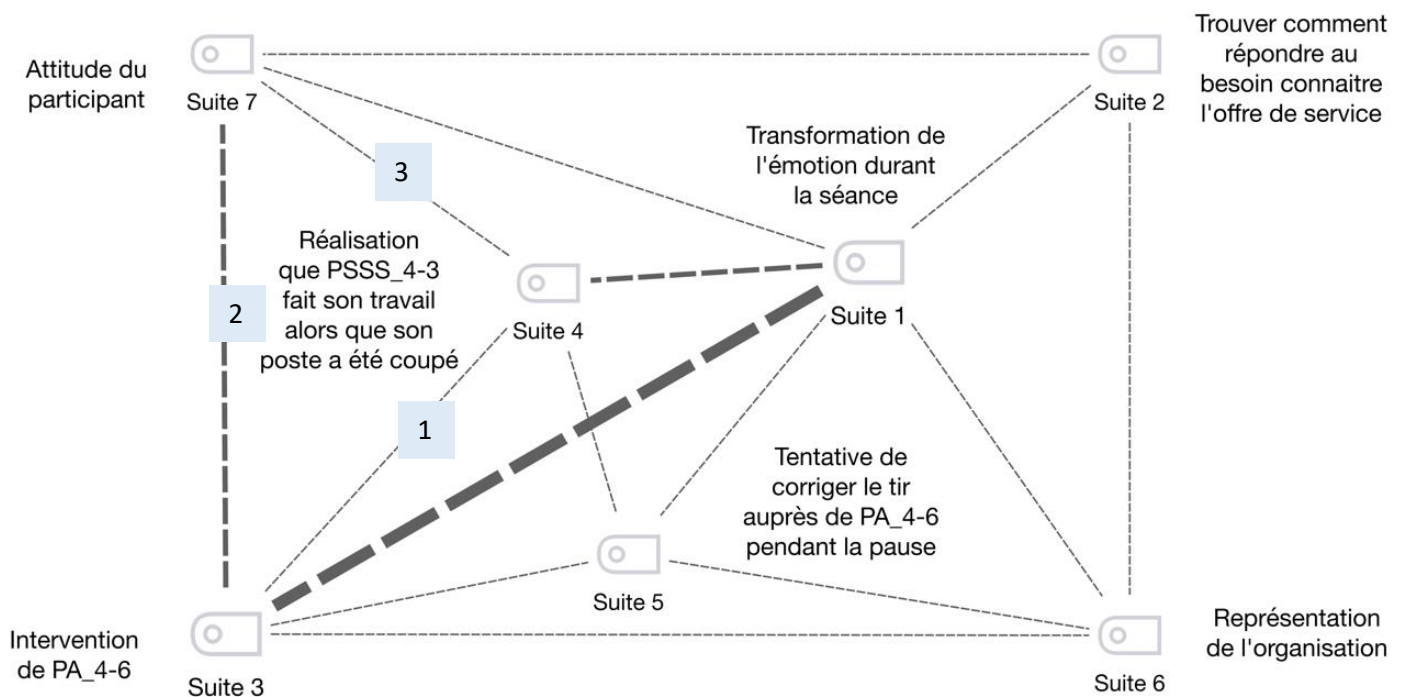 Attitude du
participant
Suite 7
Suite 2
Trouver comment
répondre au
besoin connaitre
l'offre de service
Transformation de
l'émotion durant
la séance
3
Suite 1
Réalisation
que PSSS_4-3
fait son travail
alors que son
poste a été coupé
2
Suite 4
1
Tentative de
corriger le tir
auprès de PA_4-6
pendant la pause
Suite 5
Intervention
de PA_4-6
Suite 3
Suite 6
Représentation
de l'organisation